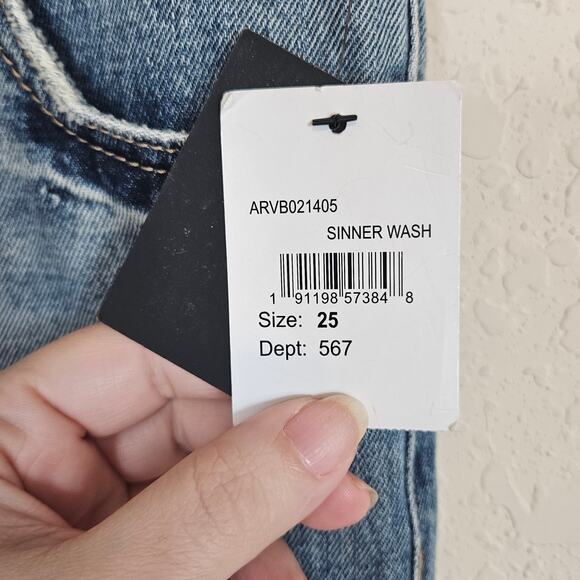 ARVB021405
SINNER WASH
1 91198 57384 8
Size: 25
Dept: 567